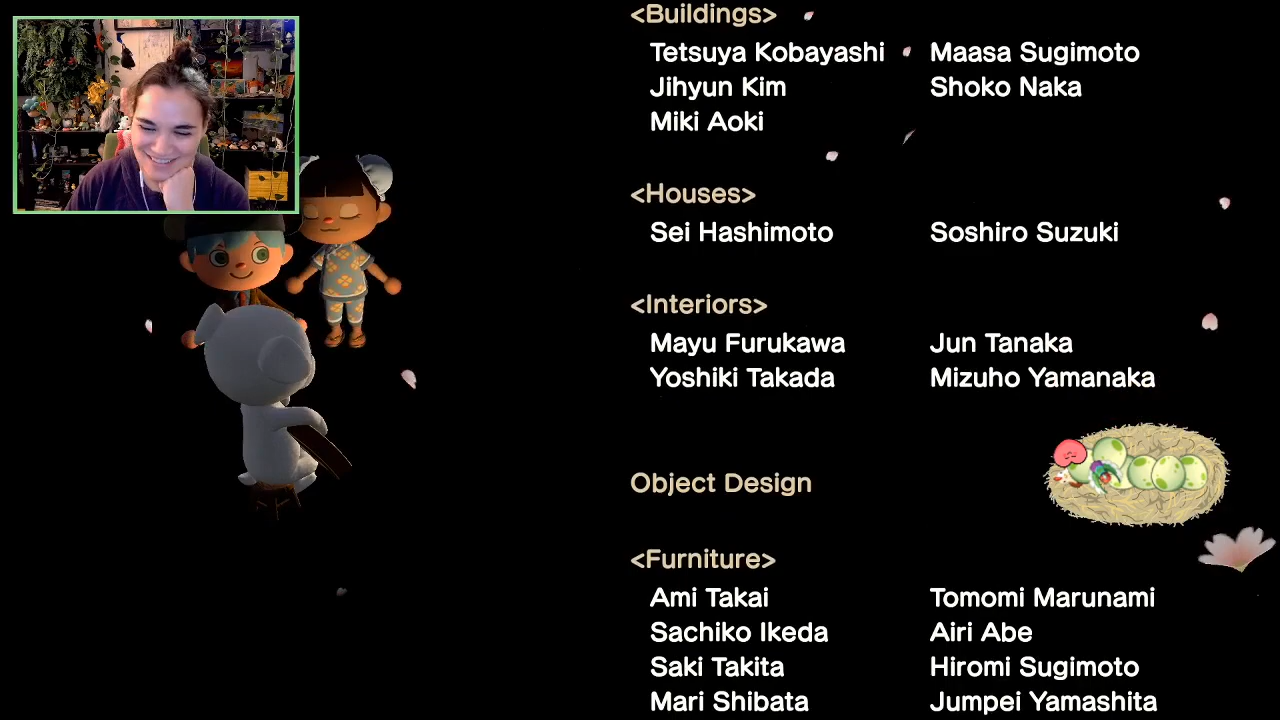 <Buildings>
Tetsuya Kobayashi Maasa Sugimoto
Jihyun Kim Shoko Naka
Miki Aoki
<Houses>
Sei Hashimoto Soshiro Suzuki
<Interiors>
Mayu Furukawa Jun Tanaka
Yoshiki Takada Mizuho Yamanaka
Object Design
<Furniture>
Ami Takai Tomomi Marunami
Sachiko Ikeda Airi Abe
Saki Takita Hiromi Sugimoto
Mari Shibata Jumpei Yamashita